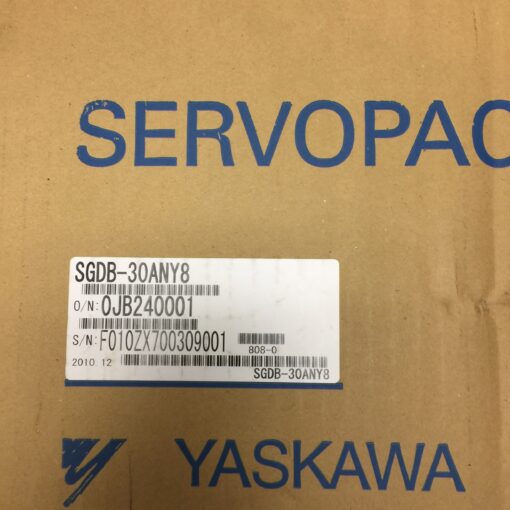 SERVOPAC
SGDB-30ANY8
O/N: 0JB240001
S/N: F010ZX700309001
808-0
2010.12
SGDB-30ANY8
YASKAWA